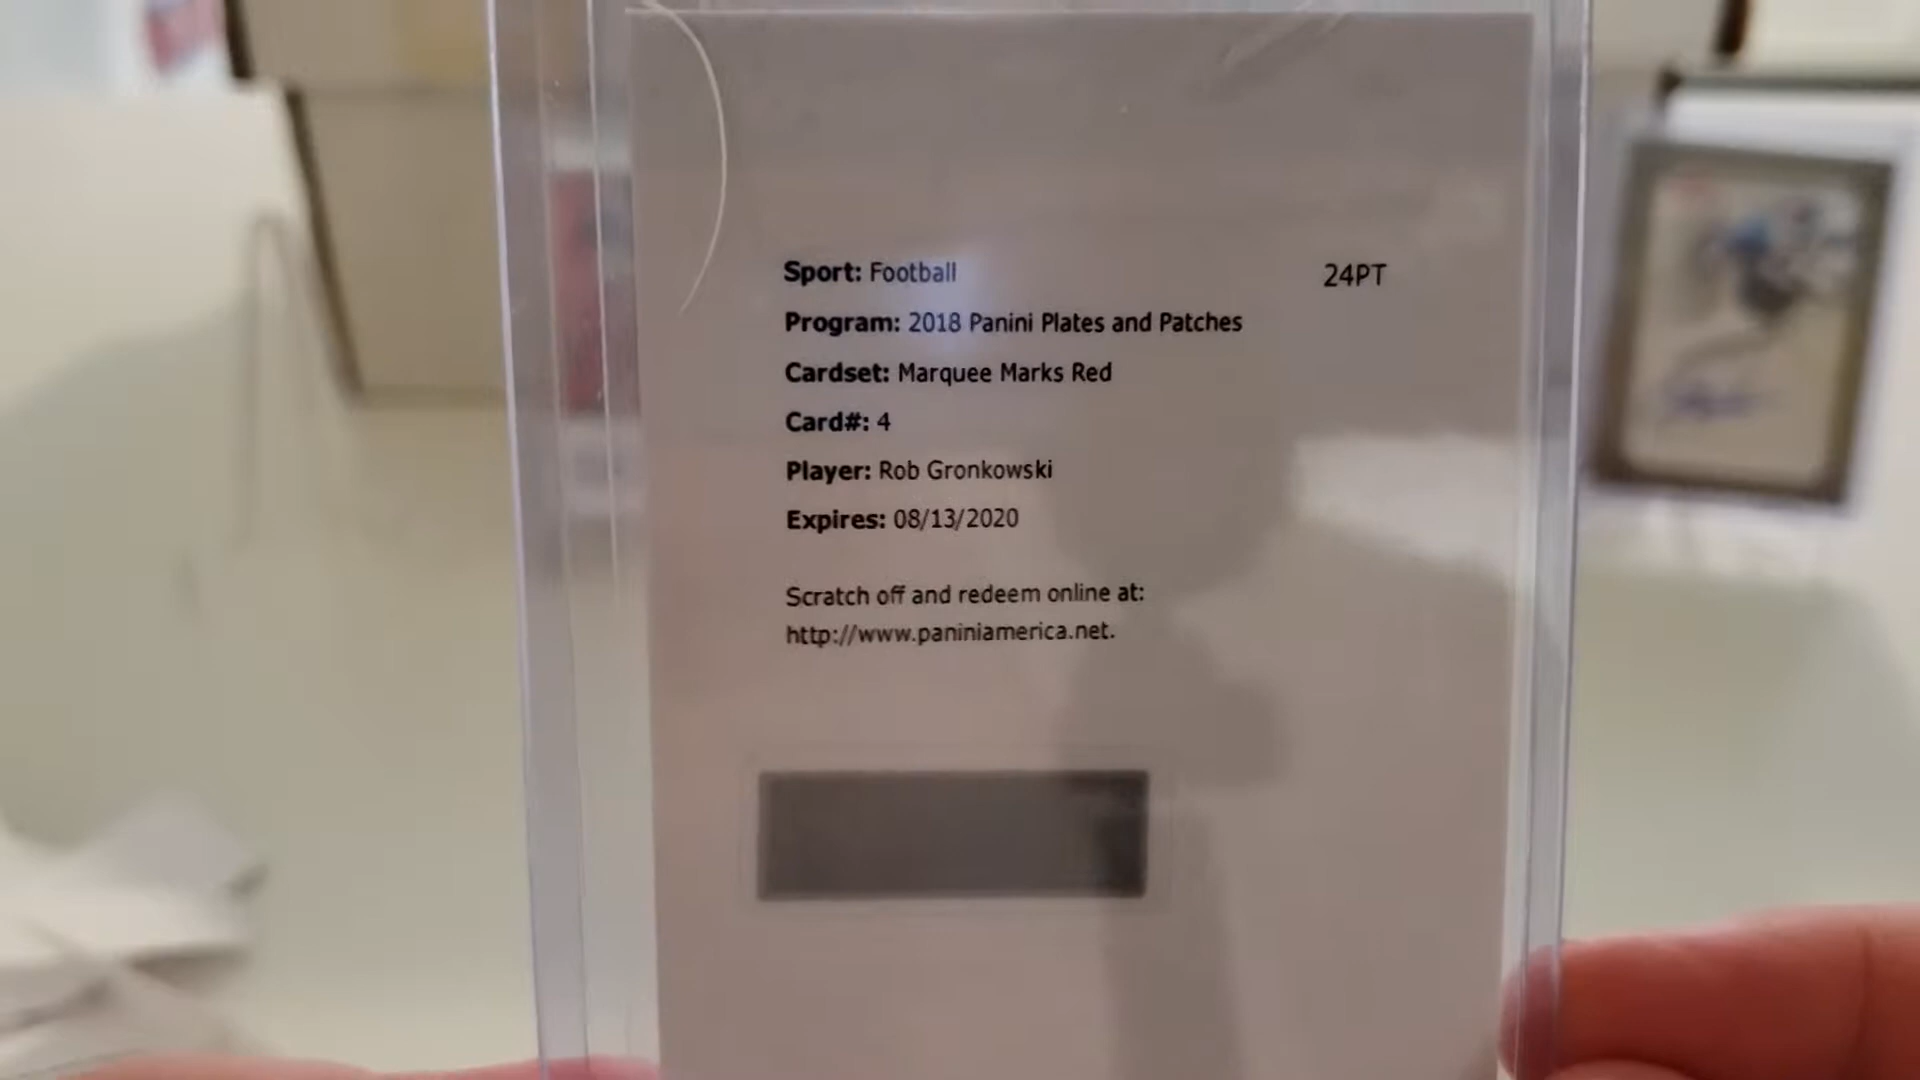 Sport: Football 24PT
Program: 2018 Panini Plates and Patches
Cardset: Marquee Marks Red
Card#: 4
Player: Rob Gronkowski
Expires: 08/13/2020
Scratch off and redeem online at:
http://www.paniniamerica.net.